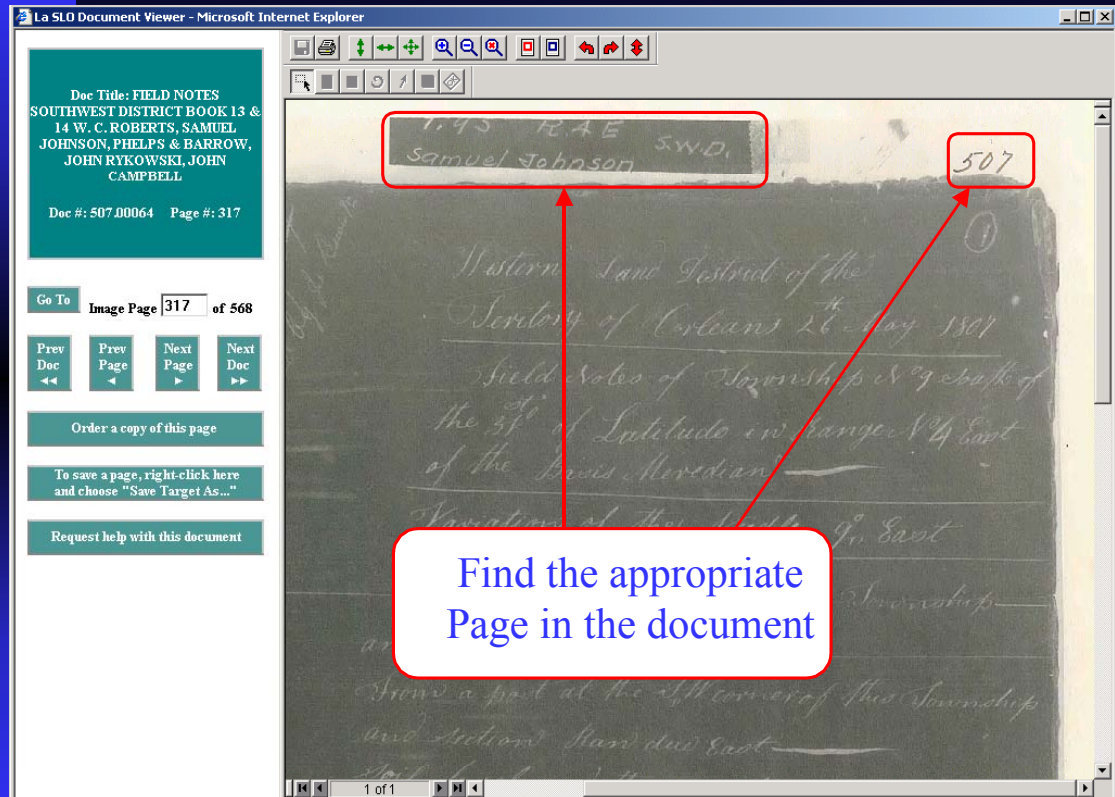 La SLO Document Viewer - Microsoft Internet Explorer
Doc Title: FIELD NOTES
SOUTHWEST DISTRICT BOOK 13 &
14 W. C. ROBERTS, SAMUEL
JOHNSON, PHELPS & BARROW,
JOHN RYKOWSKI, JOHN
CAMPBELL
Doc #: 507.00064 Page #: 317
Go To Image Page 317 of 568
Prev Doc
Prev Page
Next Page
Next Doc
Order a copy of this page
To save a page, right-click here
and choose "Save Target As..."
Request help with this document
T.9S R.4E S.W.D.
Samuel Johnson
507
1
Western Land District of the
Territory of Orleans 26th May 1807
Field Notes of Township No 9 South of
the 31st of Latitude in Range No 4 East
of the Basis Meredian
Variation of the Needle 9° East
Find the appropriate
Page in the document
Township
From a post at the SW corner of this Township
and Section Ran due East
1 of 1